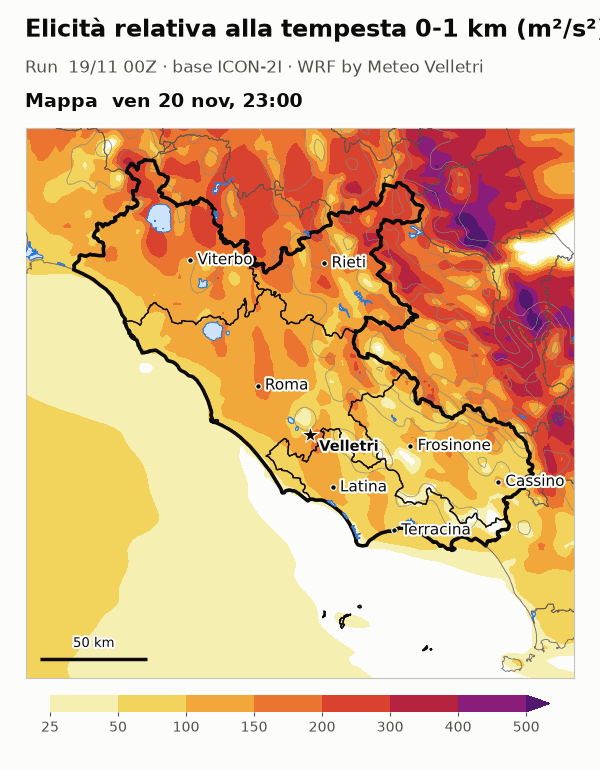 Elicità relativa alla tempesta 0-1 km (m²/s²)
Run 19/11 00Z · base ICON-2I · WRF by Meteo Velletri
Mappa ven 20 nov, 23:00
Viterbo
Rieti
Roma
Velletri
Frosinone
Cassino
Latina
Terracina
50 km
25 50 100 150 200 300 400 500